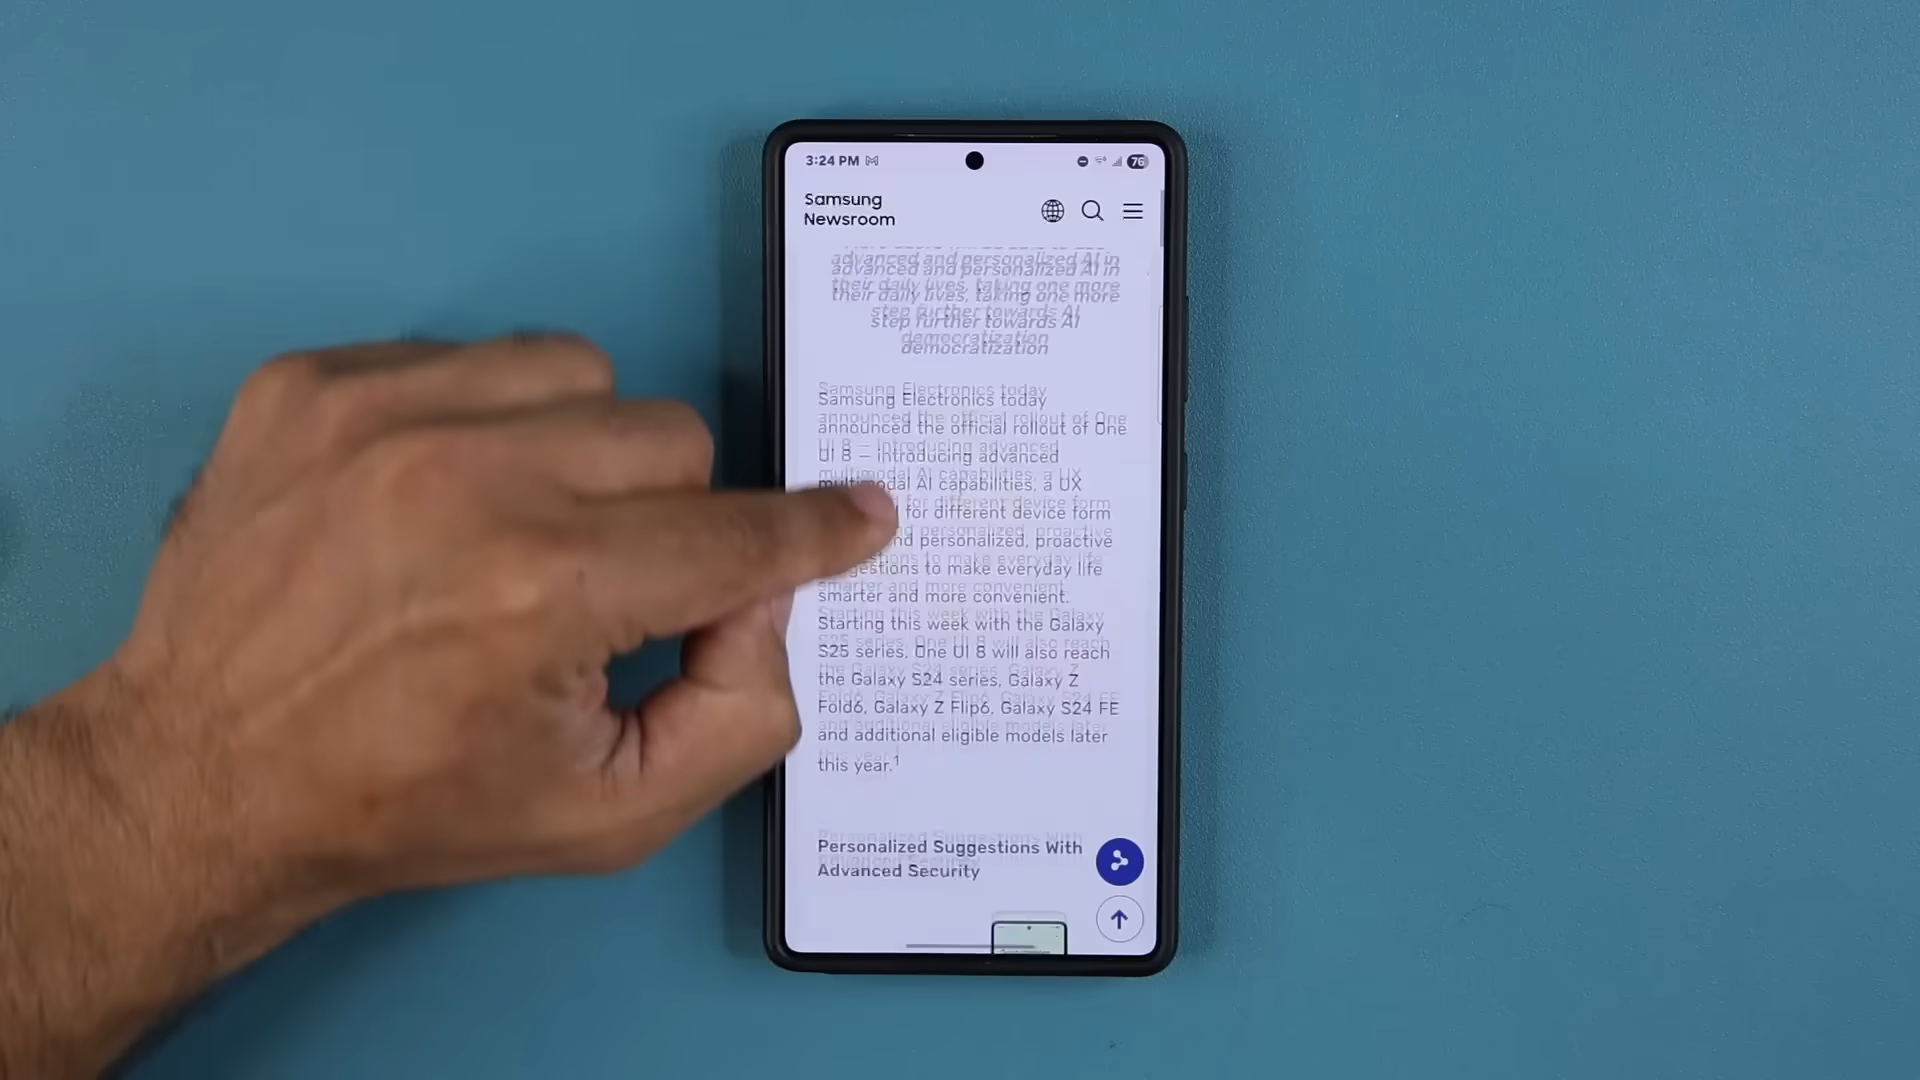 3:24 PM
76
Samsung
Newsroom
advanced and personalized AI in
their daily lives, taking one more
step further towards AI
democratization
Samsung Electronics today
announced the official rollout of One
UI 8 – introducing advanced
multimodal AI capabilities, a UX
for different device form
nd personalized, proactive
gestions to make everyday life
smarter and more convenient.
Starting this week with the Galaxy
S25 series, One UI 8 will also reach
the Galaxy S24 series, Galaxy Z
Fold6, Galaxy Z Flip6, Galaxy S24 FE
and additional eligible models later
this year.1
Personalized Suggestions With
Advanced Security